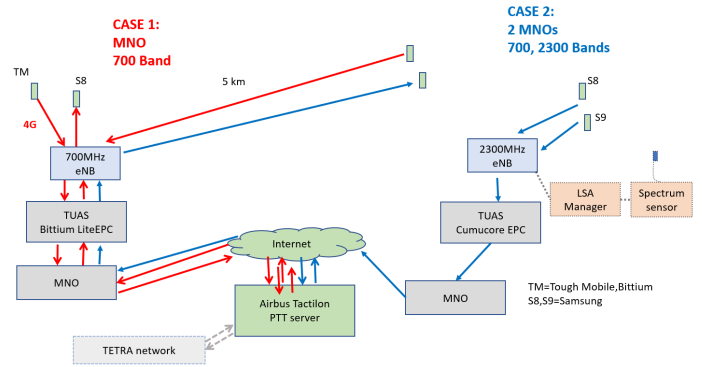 CASE 1:
MNO
700 Band
CASE 2:
2 MNOs
700, 2300 Bands
TM
S8
5 km
4G
S8
S9
700MHz
eNB
2300MHz
eNB
LSA
Manager
Spectrum
sensor
TUAS
Bittium LiteEPC
TUAS
Cumucore EPC
Internet
MNO
MNO
Airbus Tactilon
PTT server
TM=Tough Mobile,Bittium
S8,S9=Samsung
TETRA network